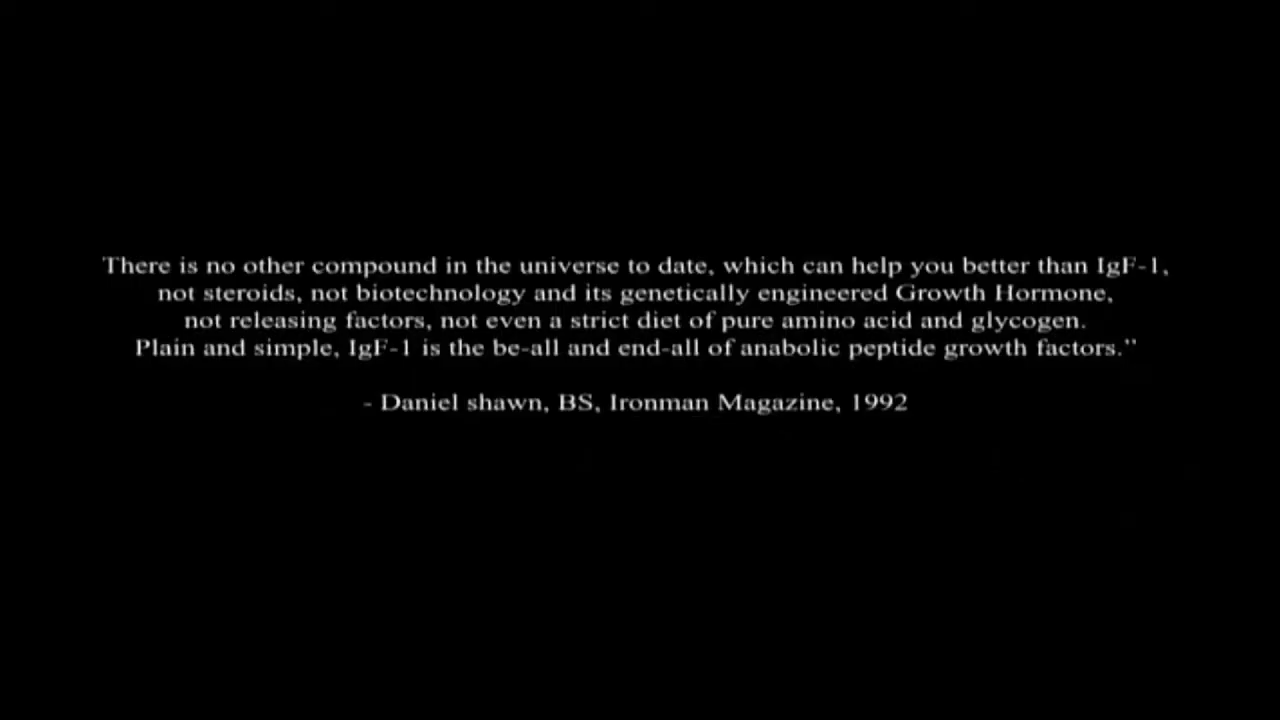 There is no other compound in the universe to date, which can help you better than IgF-1,
not steroids, not biotechnology and its genetically engineered Growth Hormone,
not releasing factors, not even a strict diet of pure amino acid and glycogen.
Plain and simple, IgF-1 is the be-all and end-all of anabolic peptide growth factors.”
- Daniel shawn, BS, Ironman Magazine, 1992